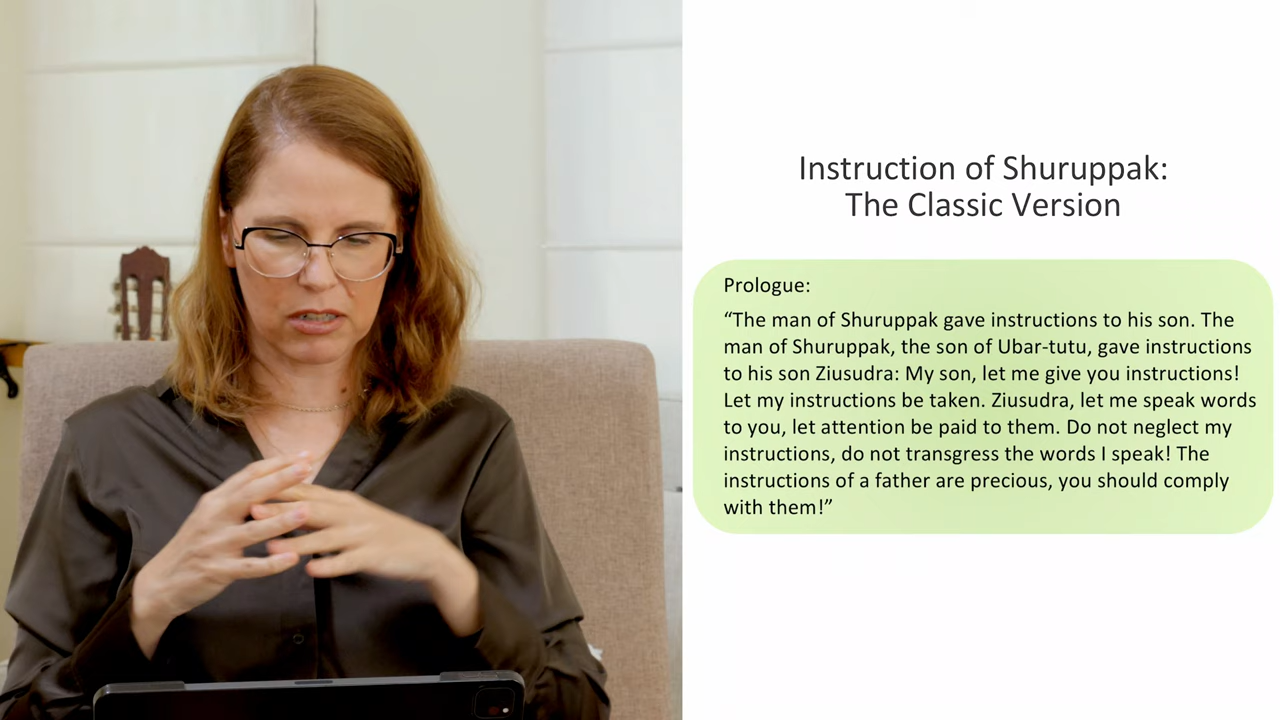 Instruction of Shuruppak:
The Classic Version
Prologue:
“The man of Shuruppak gave instructions to his son. The
man of Shuruppak, the son of Ubar-tutu, gave instructions
to his son Ziusudra: My son, let me give you instructions!
Let my instructions be taken. Ziusudra, let me speak words
to you, let attention be paid to them. Do not neglect my
instructions, do not transgress the words I speak! The
instructions of a father are precious, you should comply
with them!”